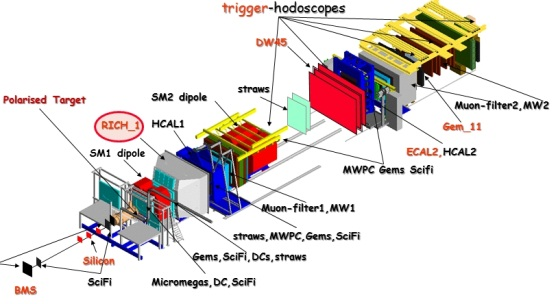 trigger-hodoscopes
DW45
straws
SM2 dipole
Polarised Target
RICH_1
HCAL1
SM1 dipole
Muon-filter2,MW2
Gem_11
ECAL2,HCAL2
MWPC Gems Scifi
Muon-filter1,MW1
straws,MWPC,Gems,SciFi
Gems,SciFi,DCs,straws
Silicon
Micromegas,DC,SciFi
SciFi
BMS